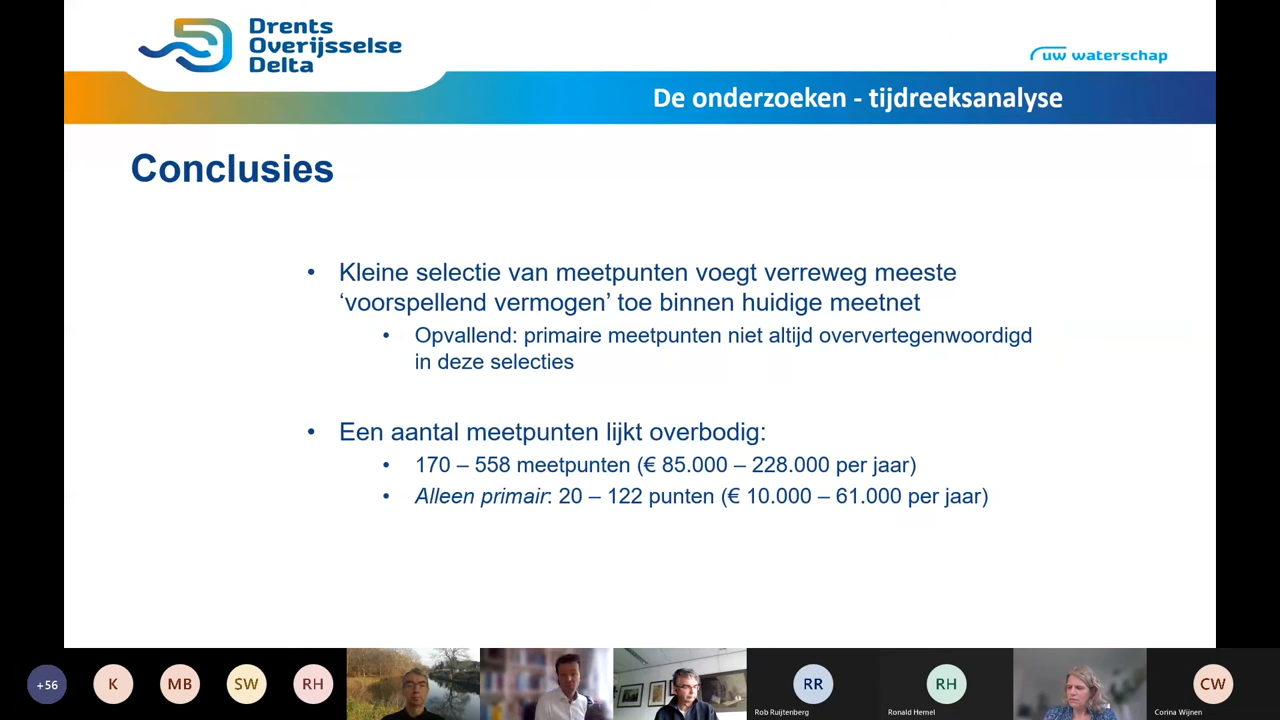 Drents
Overijsselse
Delta
uw waterschap
De onderzoeken - tijdreeksanalyse
Conclusies
• Kleine selectie van meetpunten voegt verreweg meeste
‘voorspellend vermogen’ toe binnen huidige meetnet
• Opvallend: primaire meetpunten niet altijd oververtegenwoordigd
in deze selecties
• Een aantal meetpunten lijkt overbodig:
• 170 – 558 meetpunten (€ 85.000 – 228.000 per jaar)
• Alleen primair: 20 – 122 punten (€ 10.000 – 61.000 per jaar)
+56
K
MB
SW
RH
RR
RH
CW
Rob Ruijtenberg
Ronald Hemel
Corina Wijnen